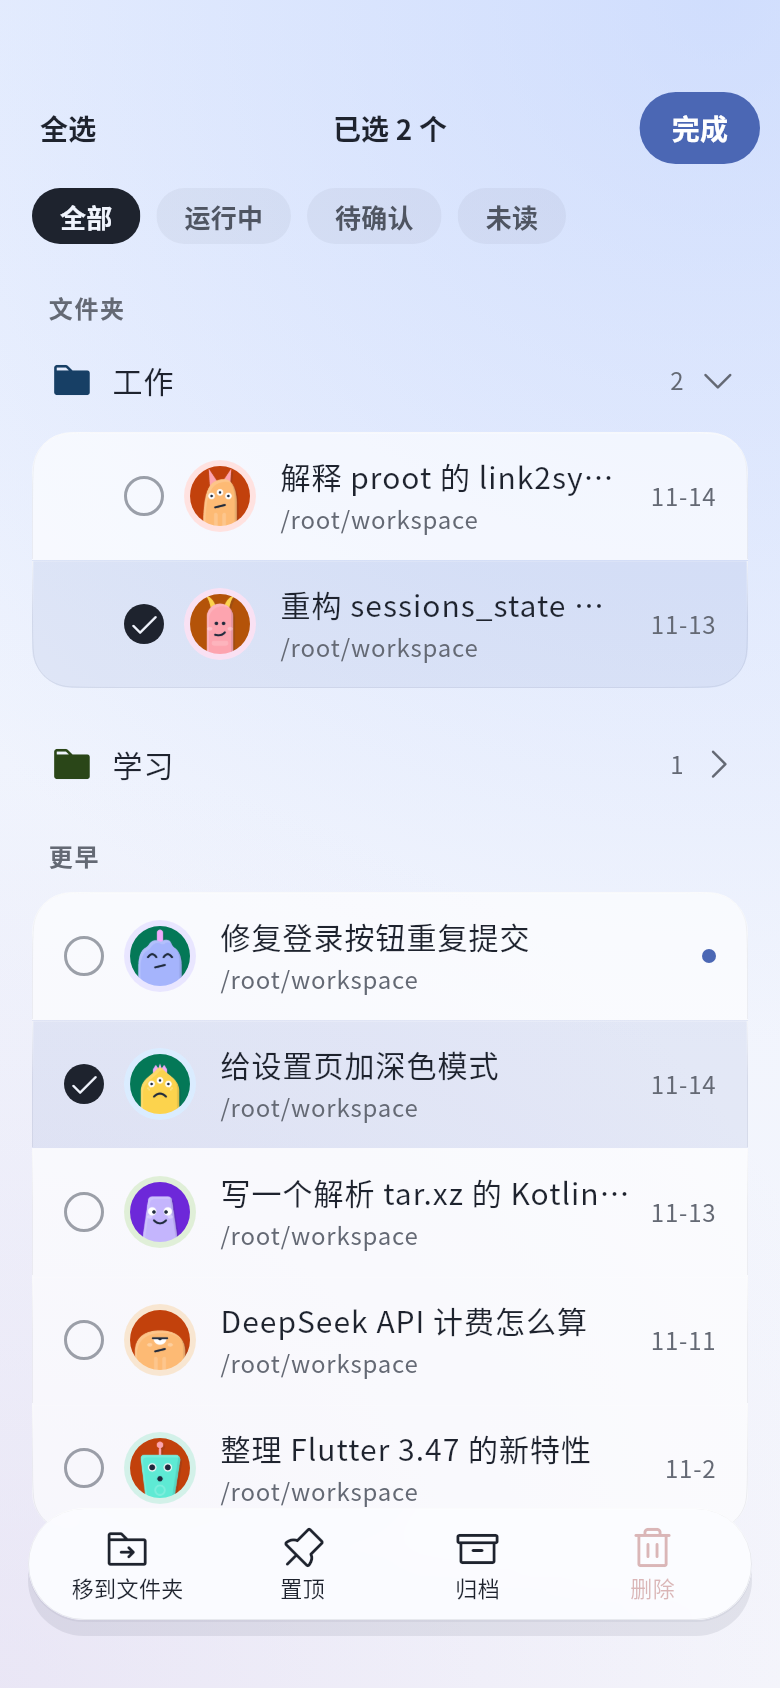 全选
已选 2 个
完成
全部
运行中
待确认
未读
文件夹
工作
2
解释 proot 的 link2sy…
11-14
/root/workspace
重构 sessions_state …
11-13
/root/workspace
学习
1
更早
修复登录按钮重复提交
/root/workspace
给设置页加深色模式
11-14
/root/workspace
写一个解析 tar.xz 的 Kotlin…
11-13
/root/workspace
DeepSeek API 计费怎么算
11-11
/root/workspace
整理 Flutter 3.47 的新特性
11-2
/root/workspace
移到文件夹
置顶
归档
删除